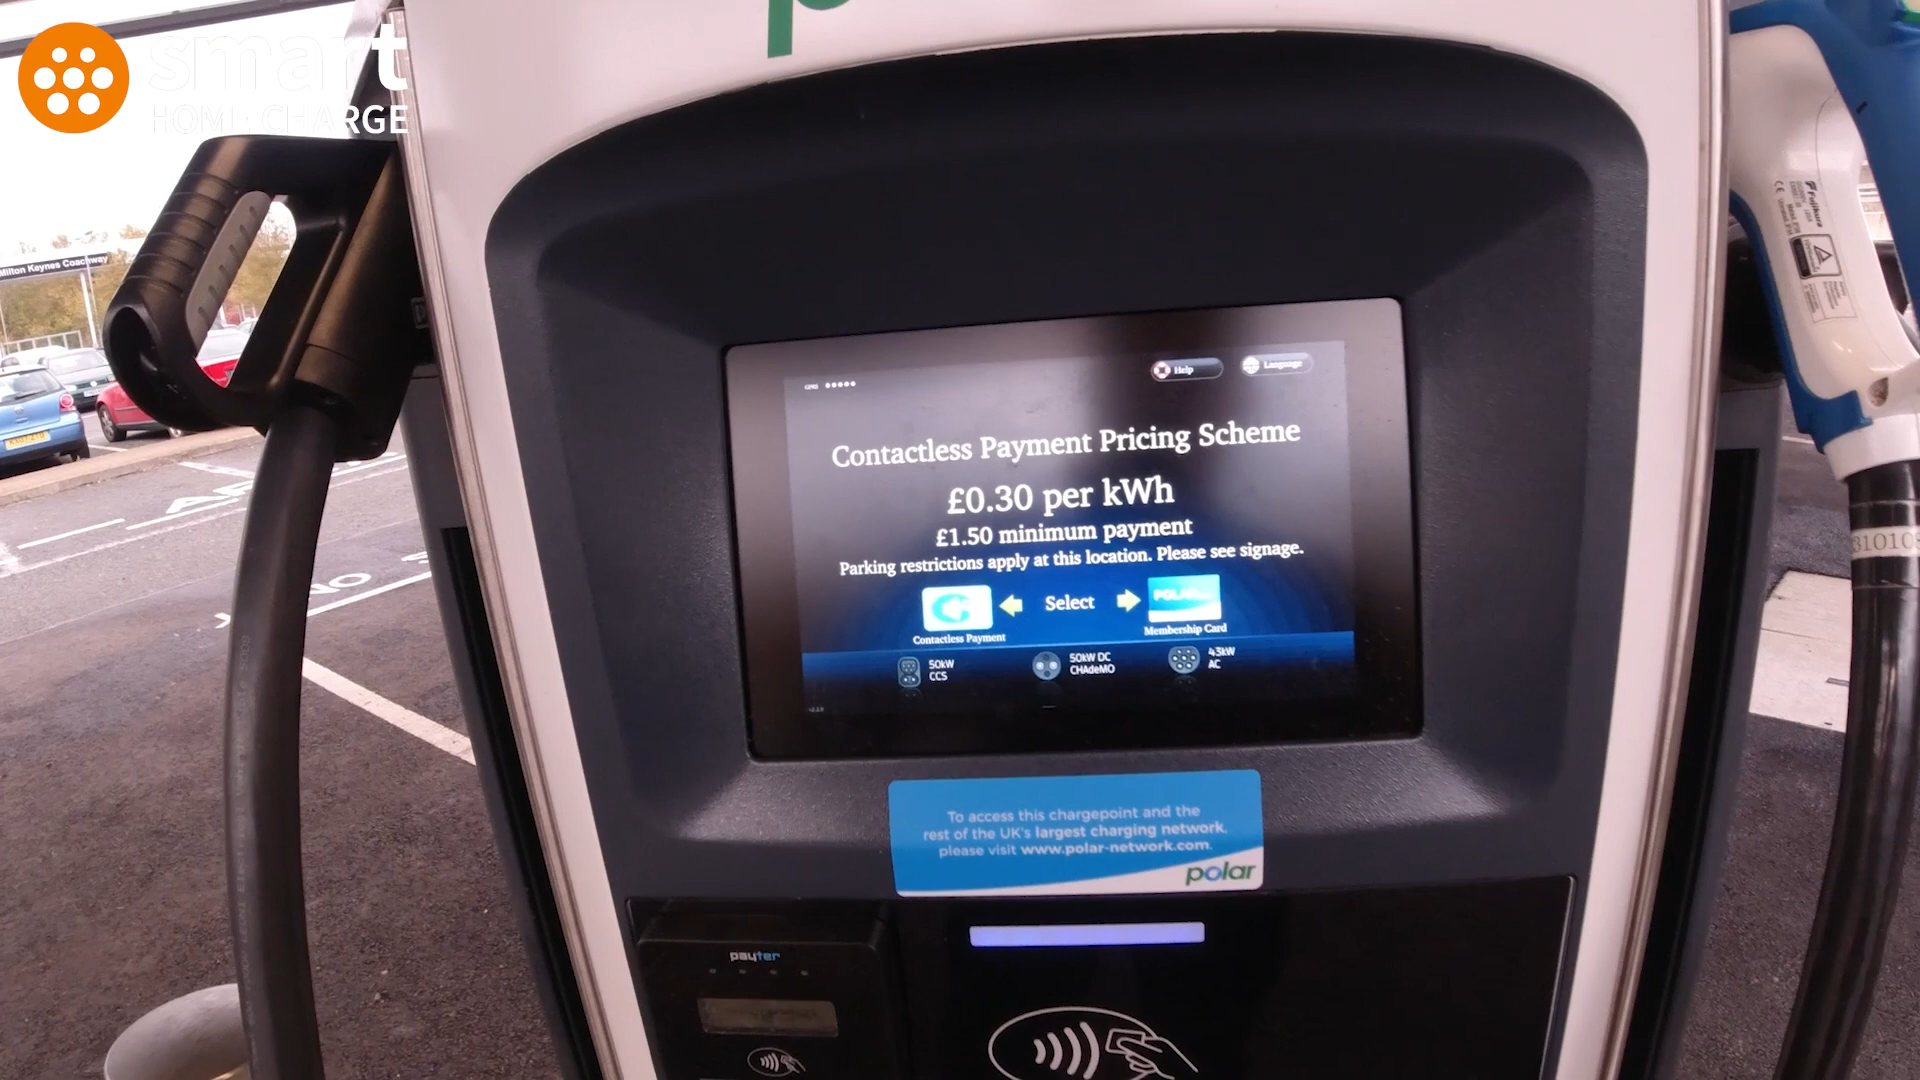 smart
HOME CHARGE
Milton Keynes Coachway
Fujikura
Help
Language
Contactless Payment Pricing Scheme
£0.30 per kWh
£1.50 minimum payment
Parking restrictions apply at this location. Please see signage.
Select
POLAR
Contactless Payment
Membership Card
50kW
CCS
50kW DC
CHAdeMO
43kW
AC
To access this chargepoint and the
rest of the UK's largest charging network,
please visit www.polar-network.com.
polar
payter